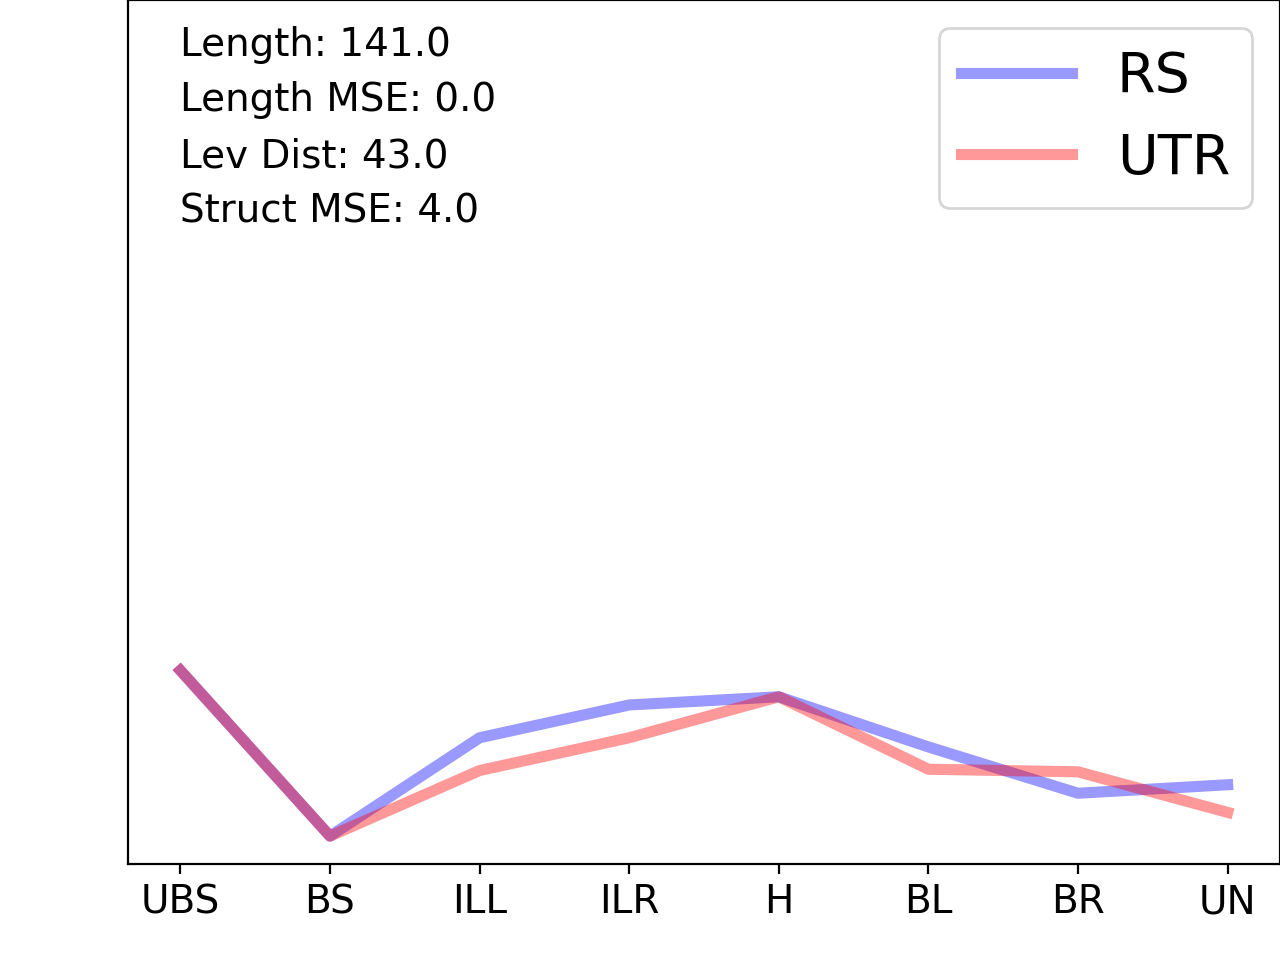 Length: 141.0
Length MSE: 0.0
Lev Dist: 43.0
Struct MSE: 4.0
RS
UTR
UBS BS ILL ILR H BL BR UN